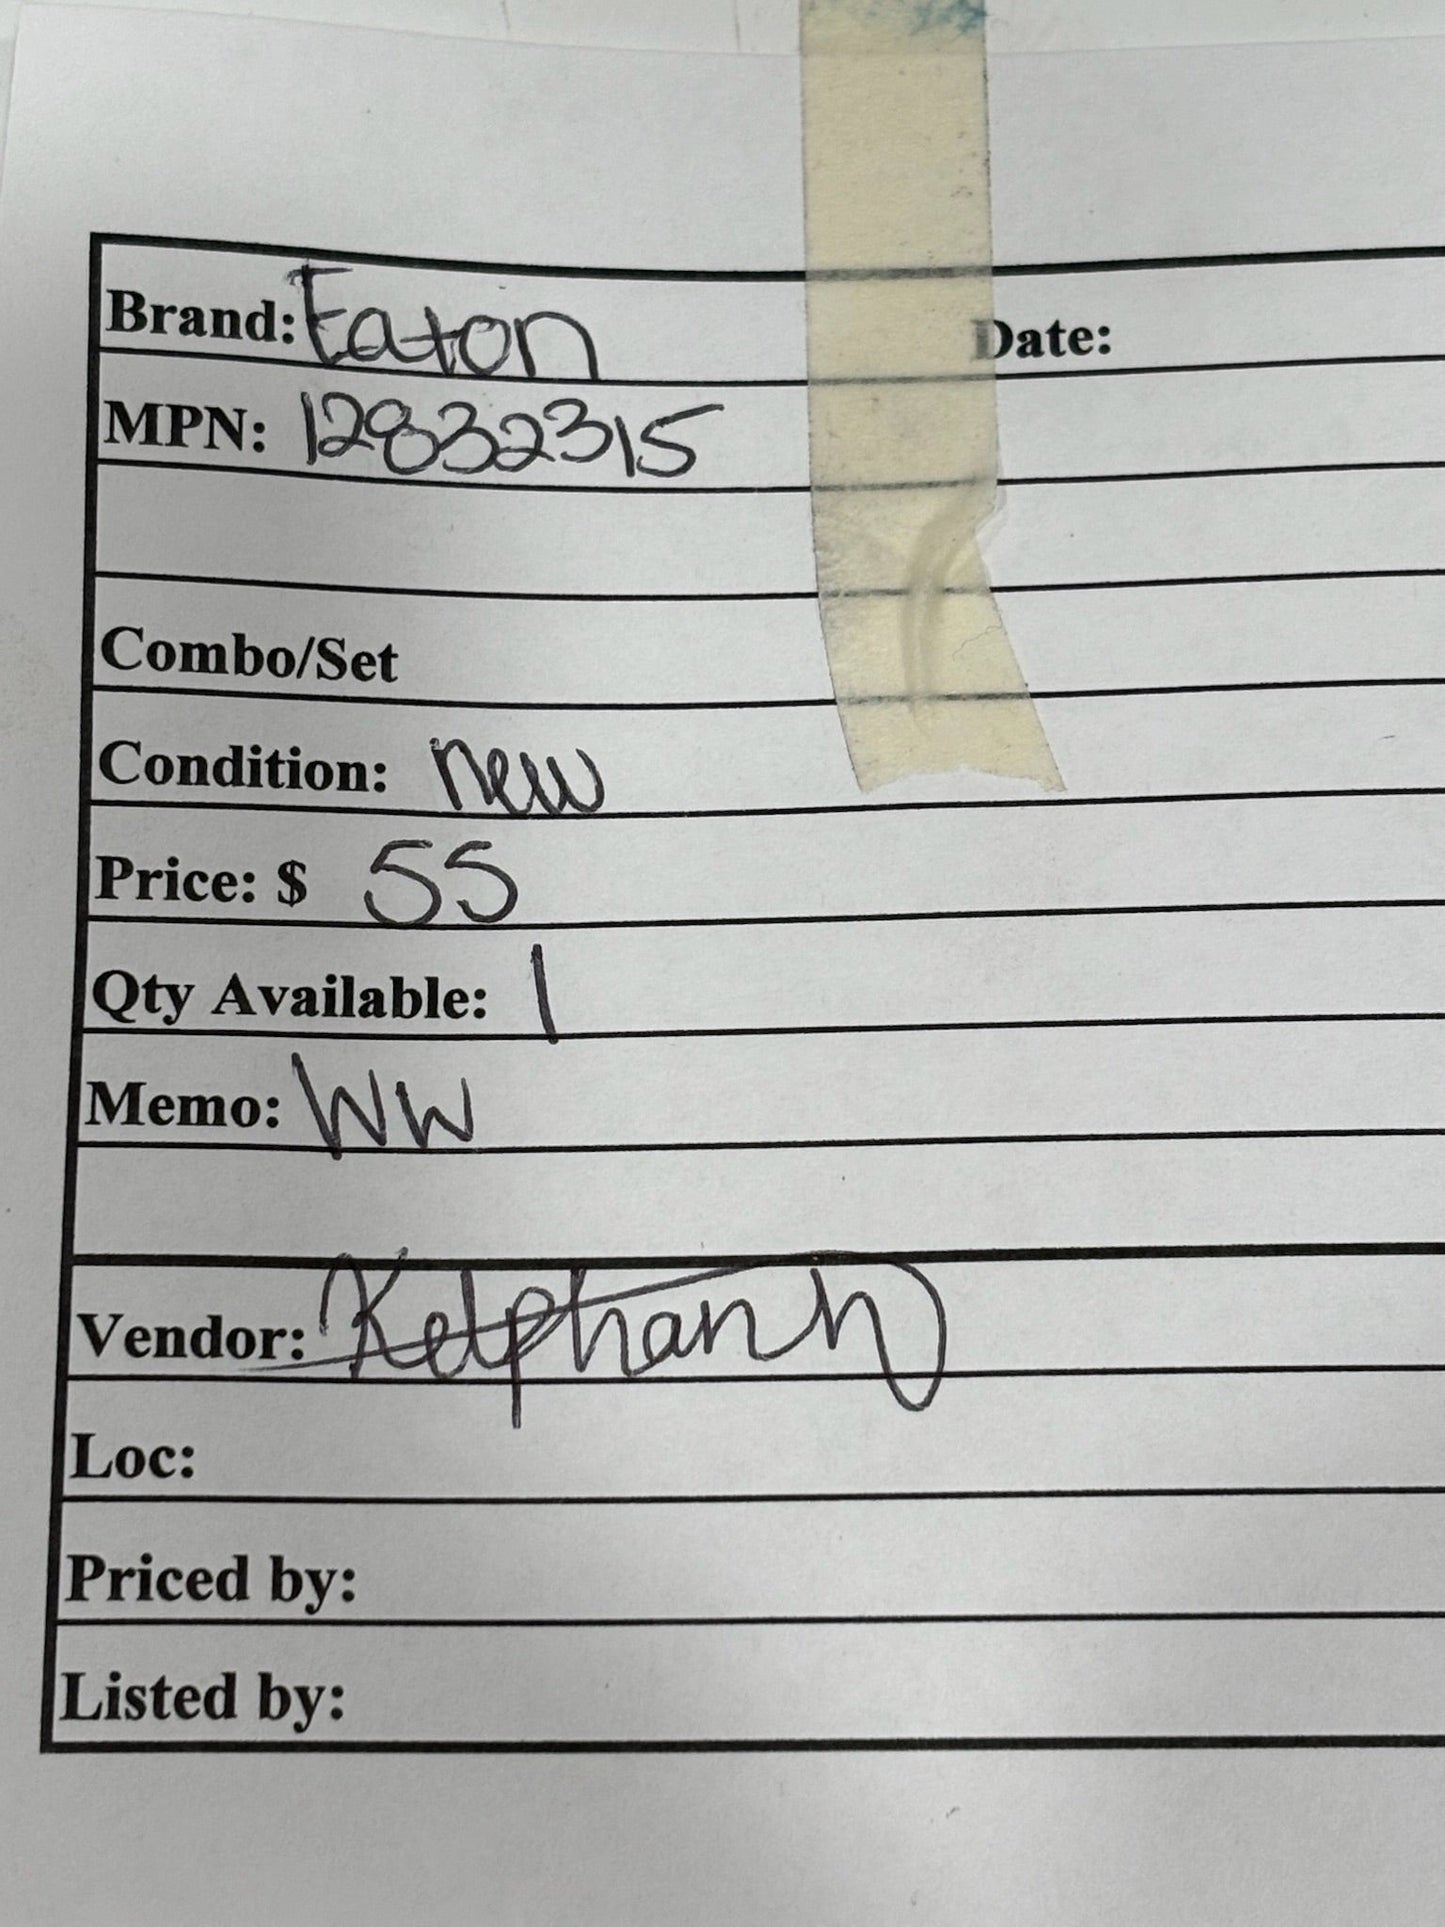 Brand: Eaton Date:
MPN: 12832315
Combo/Set
Condition: new
Price: $ 55
Qty Available: 1
Memo: WW
Vendor:
Loc:
Priced by:
Listed by: